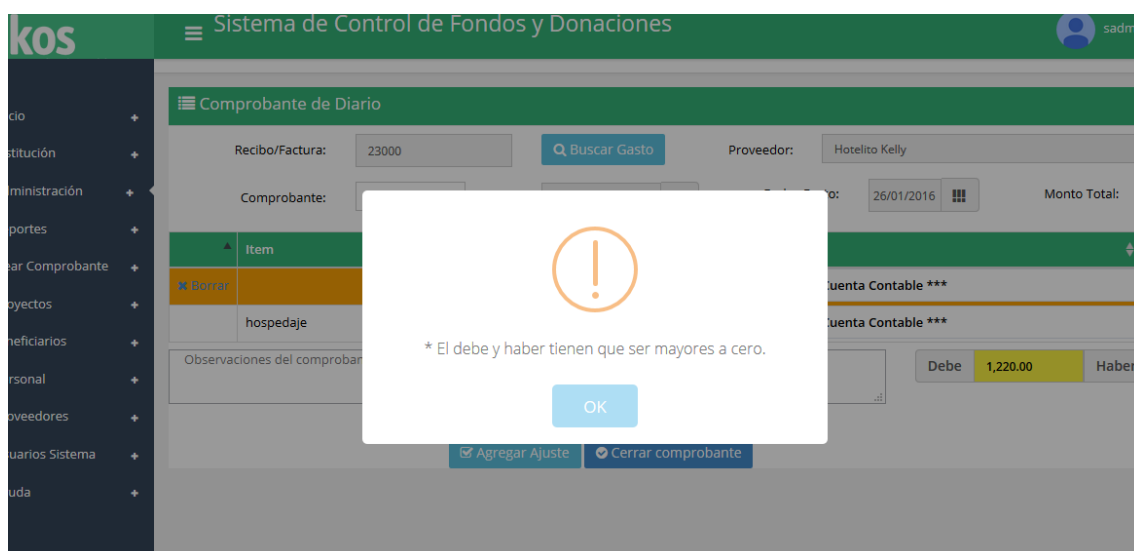 kos
Sistema de Control de Fondos y Donaciones
sadm
cio
stitución
dministración
portes
ear Comprobante
oyectos
neficiarios
rsonal
oveedores
uarios Sistema
uda
Comprobante de Diario
Recibo/Factura: 23000 Buscar Gasto Proveedor: Hotelito Kelly
Comprobante: 26/01/2016 Monto Total:
Item
Borrar Cuenta Contable ***
hospedaje Cuenta Contable ***
Observaciones del comprobar Debe 1,220.00 Haber
Agregar Ajuste Cerrar comprobante
* El debe y haber tienen que ser mayores a cero.
OK